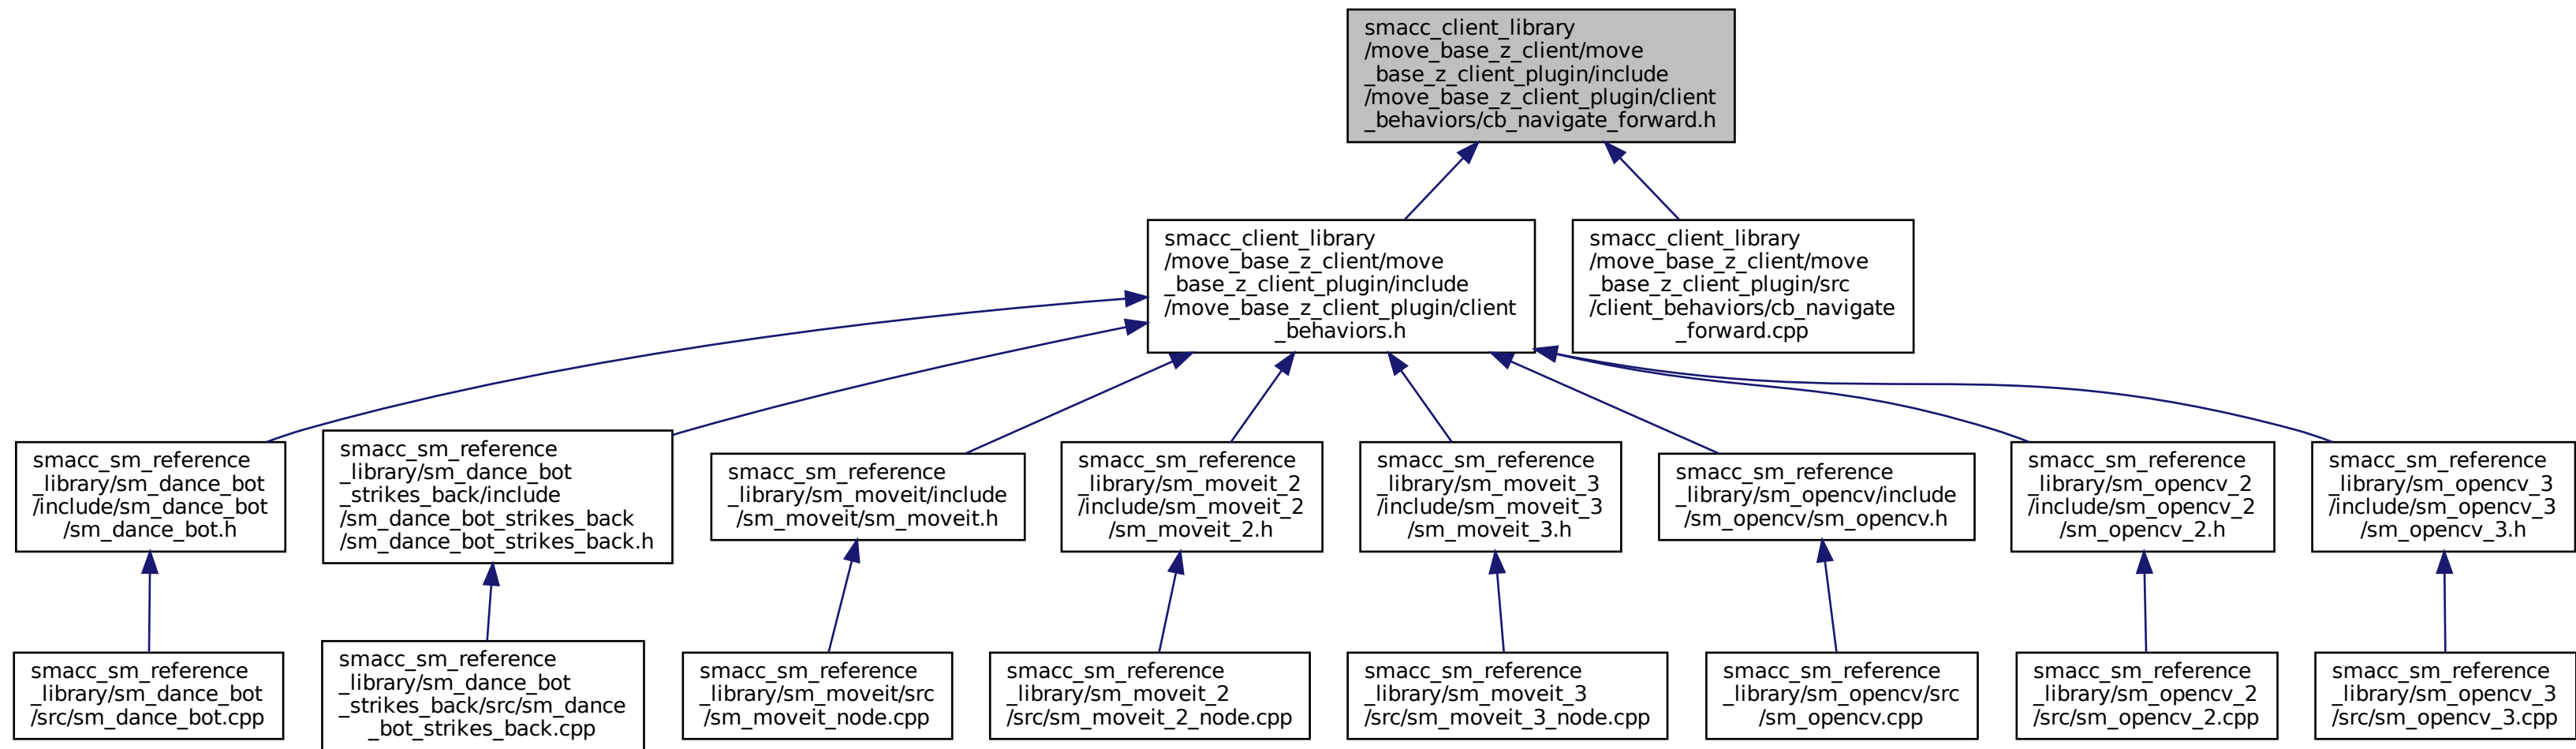 smacc_client_library
/move_base_z_client/move
_base_z_client_plugin/include
/move_base_z_client_plugin/client
_behaviors/cb_navigate_forward.h
smacc_client_library
/move_base_z_client/move
_base_z_client_plugin/include
/move_base_z_client_plugin/client
_behaviors.h
smacc_client_library
/move_base_z_client/move
_base_z_client_plugin/src
/client_behaviors/cb_navigate
_forward.cpp
smacc_sm_reference
_library/sm_dance_bot
/include/sm_dance_bot
/sm_dance_bot.h
smacc_sm_reference
_library/sm_dance_bot
_strikes_back/include
/sm_dance_bot_strikes_back
/sm_dance_bot_strikes_back.h
smacc_sm_reference
_library/sm_moveit/include
/sm_moveit/sm_moveit.h
smacc_sm_reference
_library/sm_moveit_2
/include/sm_moveit_2
/sm_moveit_2.h
smacc_sm_reference
_library/sm_moveit_3
/include/sm_moveit_3
/sm_moveit_3.h
smacc_sm_reference
_library/sm_opencv/include
/sm_opencv/sm_opencv.h
smacc_sm_reference
_library/sm_opencv_2
/include/sm_opencv_2
/sm_opencv_2.h
smacc_sm_reference
_library/sm_opencv_3
/include/sm_opencv_3
/sm_opencv_3.h
smacc_sm_reference
_library/sm_dance_bot
/src/sm_dance_bot.cpp
smacc_sm_reference
_library/sm_dance_bot
_strikes_back/src/sm_dance
_bot_strikes_back.cpp
smacc_sm_reference
_library/sm_moveit/src
/sm_moveit_node.cpp
smacc_sm_reference
_library/sm_moveit_2
/src/sm_moveit_2_node.cpp
smacc_sm_reference
_library/sm_moveit_3
/src/sm_moveit_3_node.cpp
smacc_sm_reference
_library/sm_opencv/src
/sm_opencv.cpp
smacc_sm_reference
_library/sm_opencv_2
/src/sm_opencv_2.cpp
smacc_sm_reference
_library/sm_opencv_3
/src/sm_opencv_3.cpp